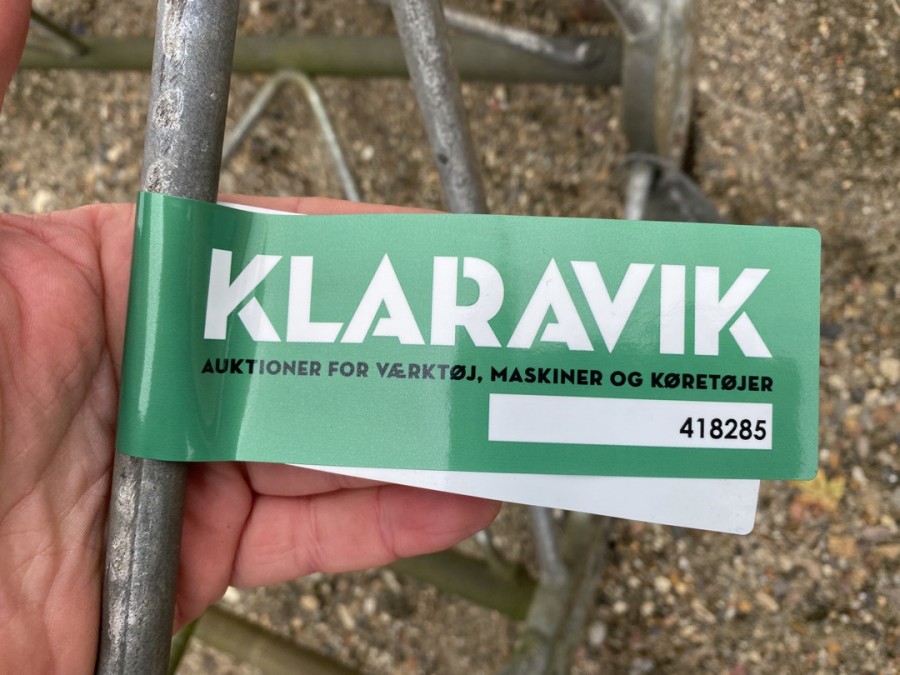 KLARAVIK
AUKTIONER FOR VÆRKTØJ, MASKINER OG KØRETØJER
418285